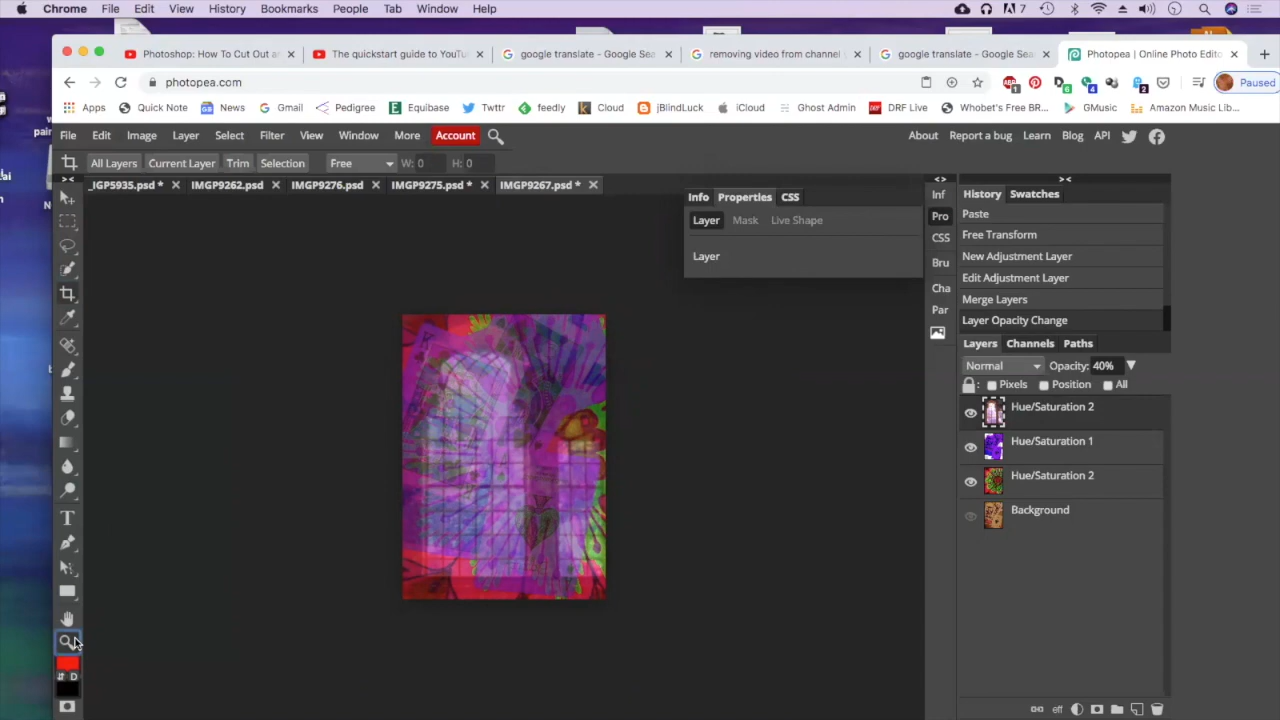 Chrome File Edit View History Bookmarks People Tab Window Help 7
Photoshop: How To Cut Out an × The quickstart guide to YouTu × google translate - Google Sea × removing video from channel × google translate - Google Sea × Photopea | Online Photo Edito ×
photopea.com Paused
Apps Quick Note News Gmail Pedigree Equibase Twttr feedly Cloud jBlindLuck iCloud Ghost Admin DRF Live Whobet's Free BR... GMusic Amazon Music Lib...
File Edit Image Layer Select Filter View Window More Account About Report a bug Learn Blog API
All Layers Current Layer Trim Selection Free W: 0 H: 0
_IGP5935.psd * IMGP9262.psd IMGP9276.psd IMGP9275.psd * IMGP9267.psd *
Info Properties CSS
Layer Mask Live Shape
Layer
Inf
Pro
CSS
Bru
Cha
Par
History Swatches
Paste
Free Transform
New Adjustment Layer
Edit Adjustment Layer
Merge Layers
Layer Opacity Change
Layers Channels Paths
Normal Opacity: 40%
Pixels Position All
Hue/Saturation 2
Hue/Saturation 1
Hue/Saturation 2
Background
eff
D